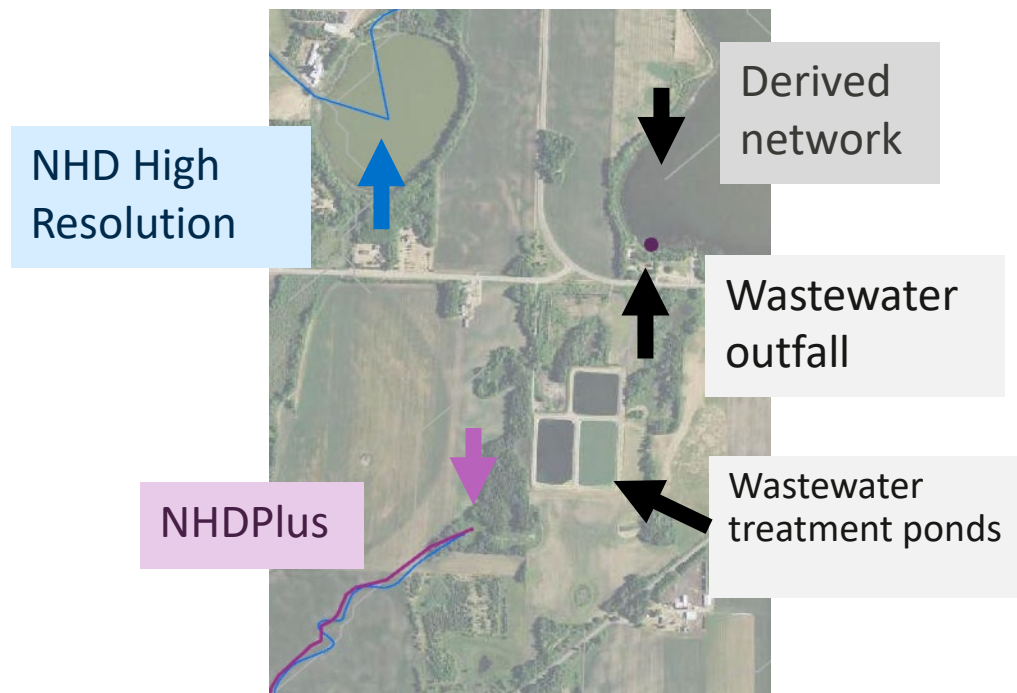 Derived
network
NHD High
Resolution
Wastewater
outfall
Wastewater
treatment ponds
NHDPlus